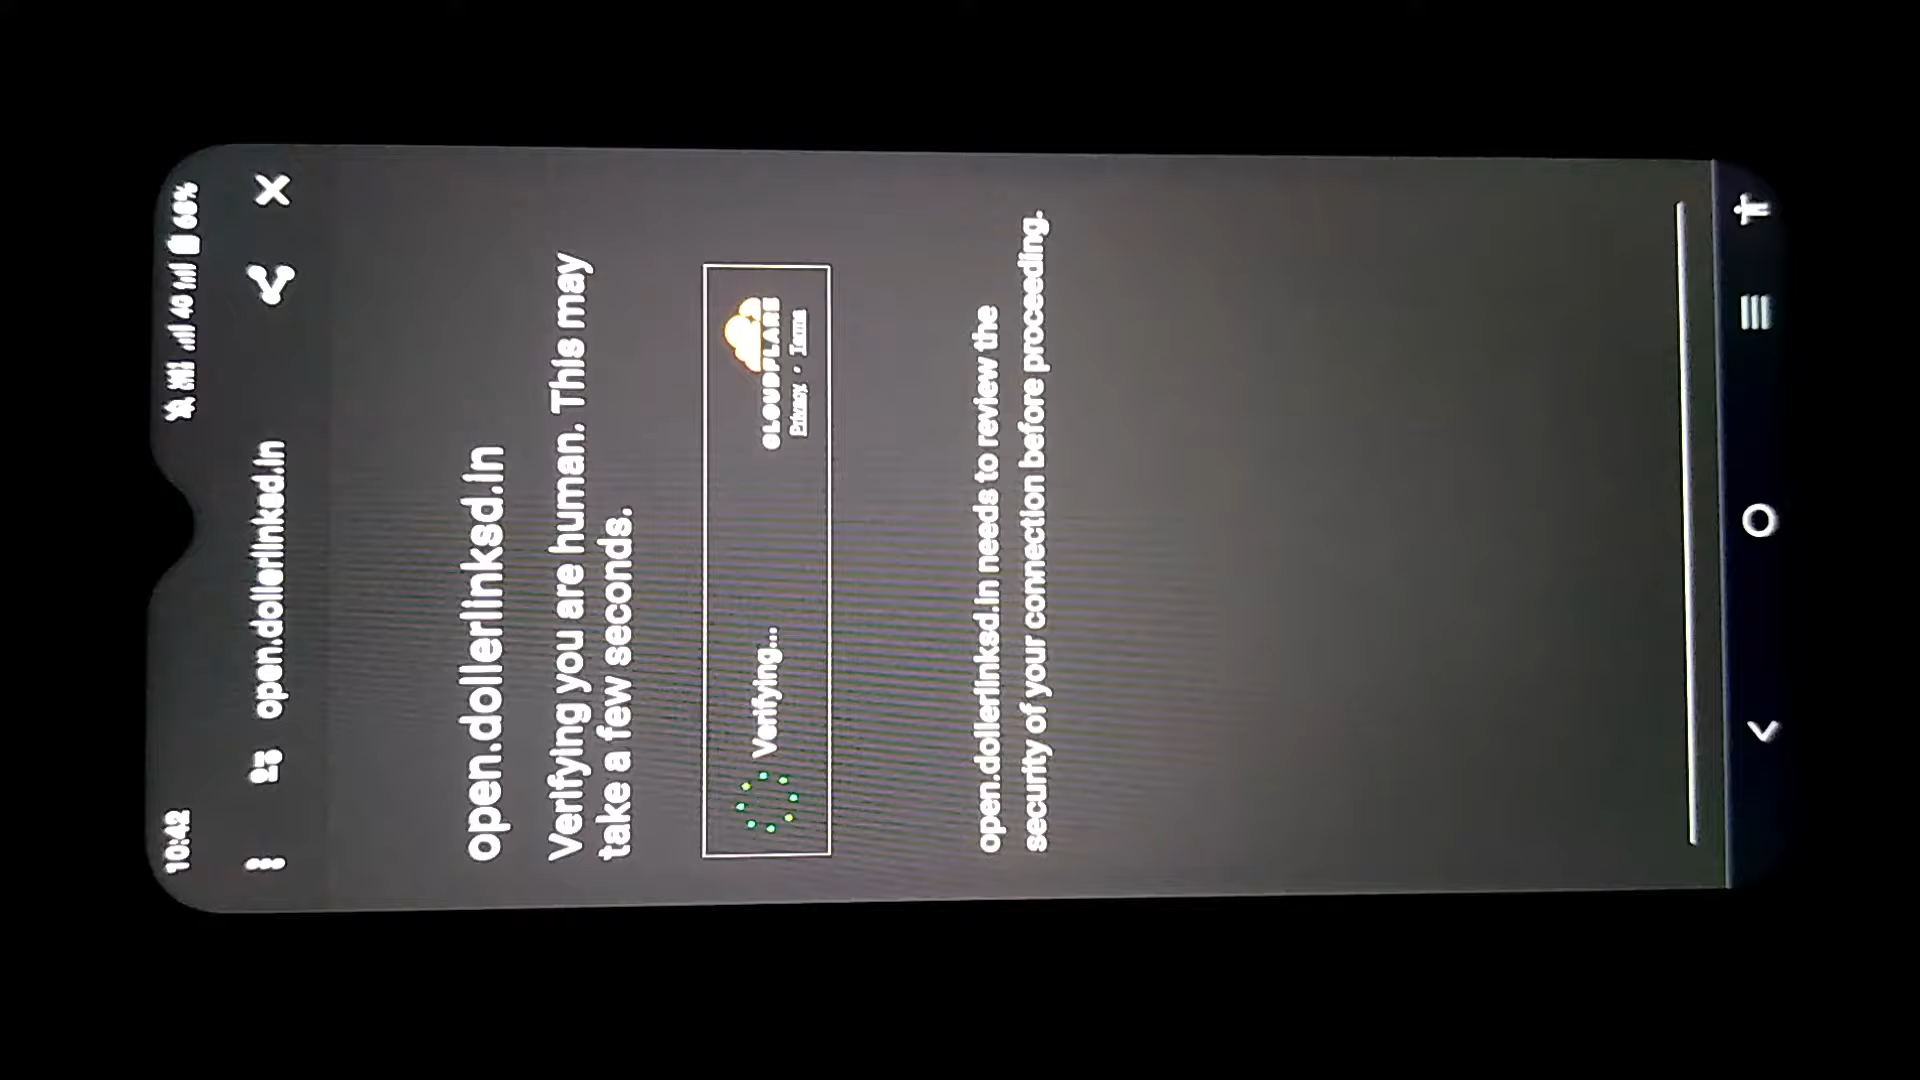 10:42
68%
open.dollerlinksd.in
open.dollerlinksd.in
Verifying you are human. This may
take a few seconds.
Verifying...
CLOUDFLARE
Privacy • Terms
open.dollerlinksd.in needs to review the
security of your connection before proceeding.